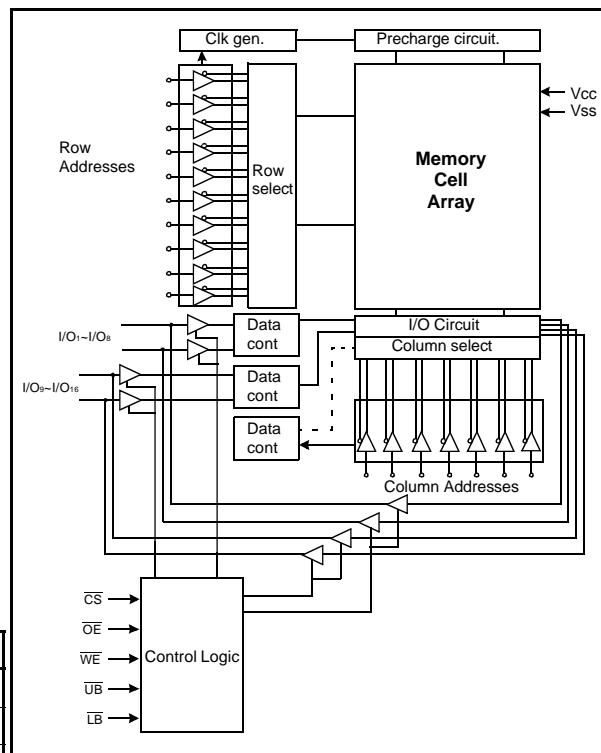 Clk gen.
Precharge circuit.
Vcc
Vss
Row
Addresses
Row
select
Memory
Cell
Array
I/O1~I/O8
Data
cont
I/O Circuit
Column select
I/O9~I/O16
Data
cont
Data
cont
Column Addresses
CS
OE
WE
UB
LB
Control Logic